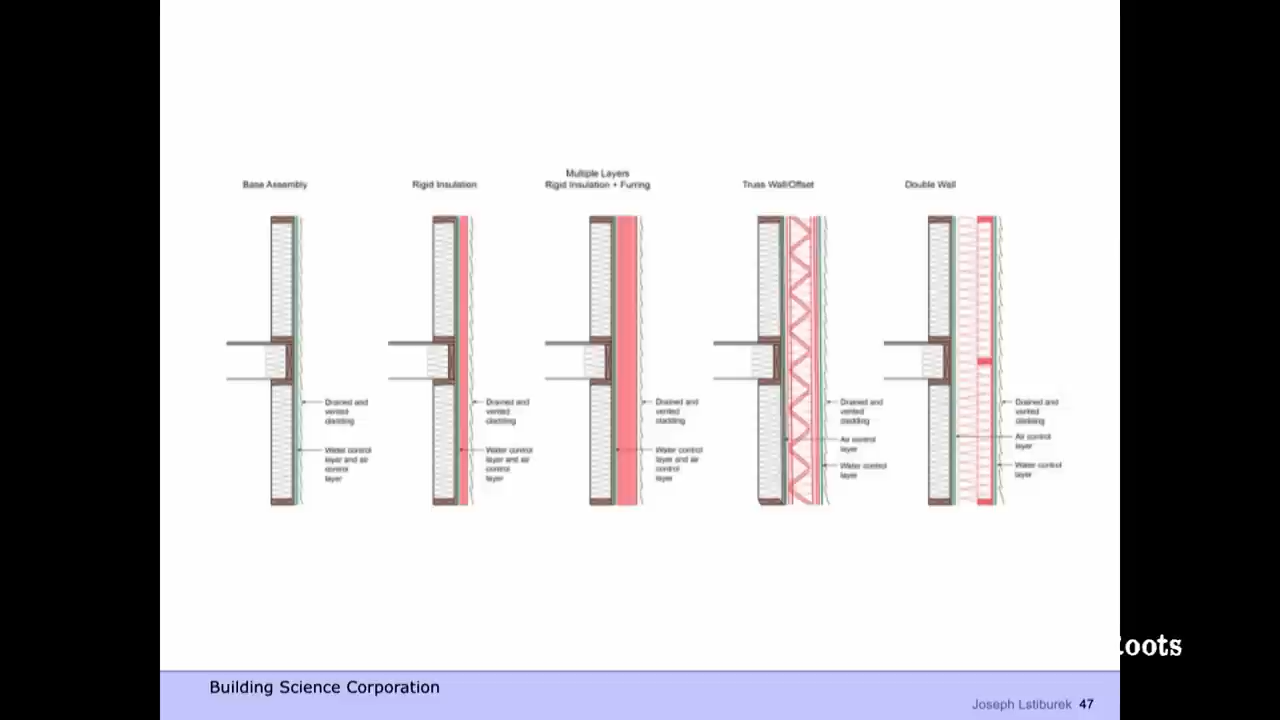 Multiple Layers
Base Assembly
Rigid Insulation
Rigid Insulation + Furring
Truss Wall/Offset
Double Wall
Drained and
vented
cladding
Water control
layer and air
control
layer
Drained and
vented
cladding
Water control
layer and air
control
layer
Drained and
vented
cladding
Water control
layer and air
control
layer
Drained and
vented
cladding
Air control
layer
Water control
layer
Drained and
vented
cladding
Air control
layer
Water control
layer
oots
Building Science Corporation
Joseph Lstiburek 47